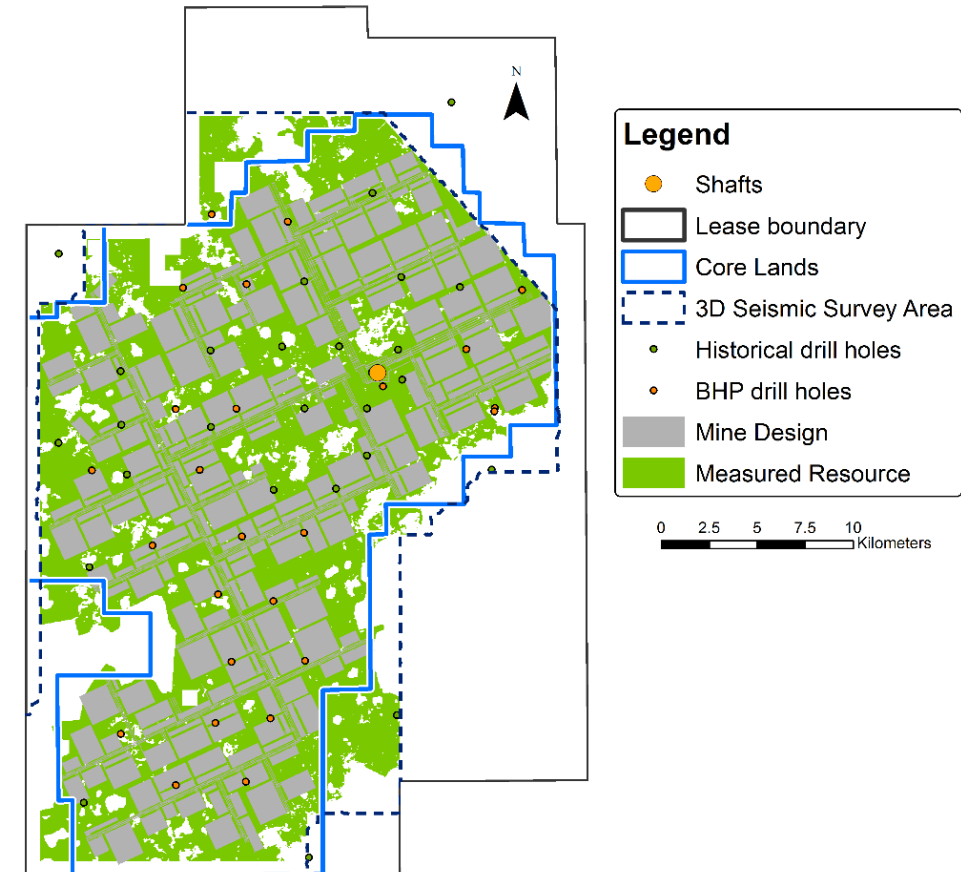 N
Legend
Shafts
Lease boundary
Core Lands
3D Seismic Survey Area
Historical drill holes
BHP drill holes
Mine Design
Measured Resource
0 2.5 5 7.5 10
Kilometers